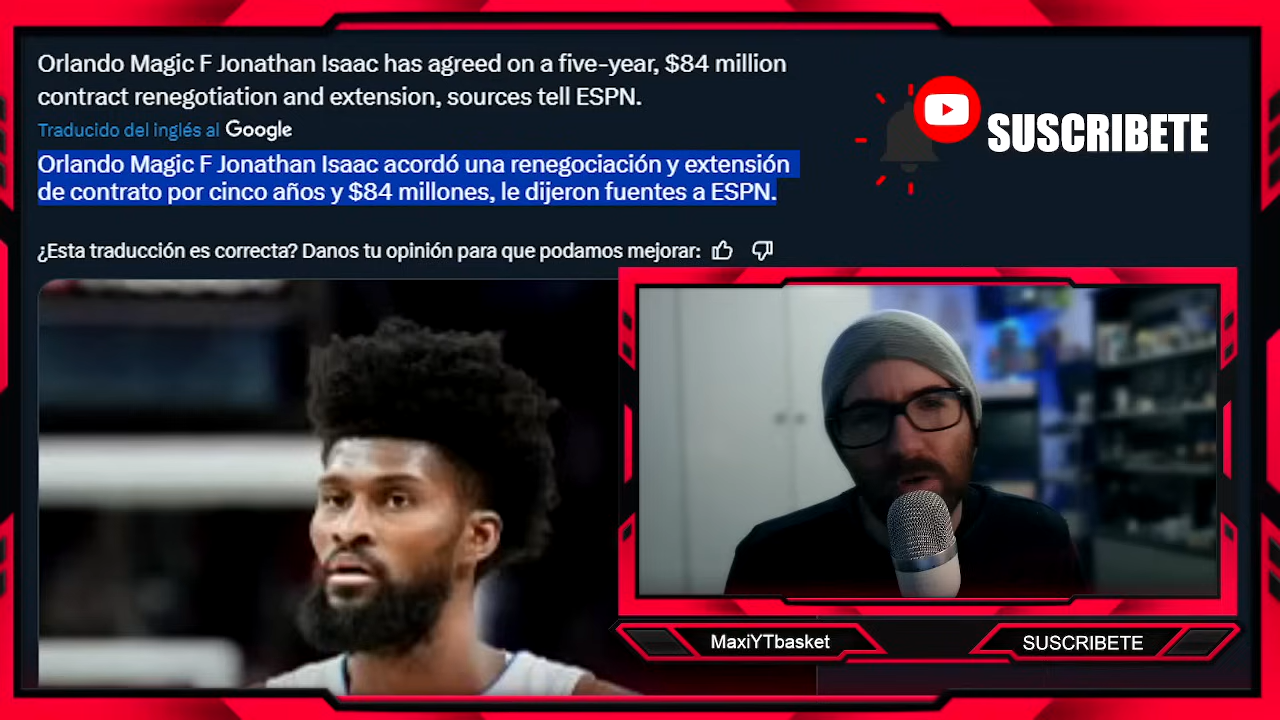 Orlando Magic F Jonathan Isaac has agreed on a five-year, $84 million
contract renegotiation and extension, sources tell ESPN.
Traducido del inglés al Google
Orlando Magic F Jonathan Isaac acordó una renegociación y extensión
de contrato por cinco años y $84 millones, le dijeron fuentes a ESPN.
¿Esta traducción es correcta? Danos tu opinión para que podamos mejorar:
SUSCRIBETE
MaxiYTbasket
SUSCRIBETE